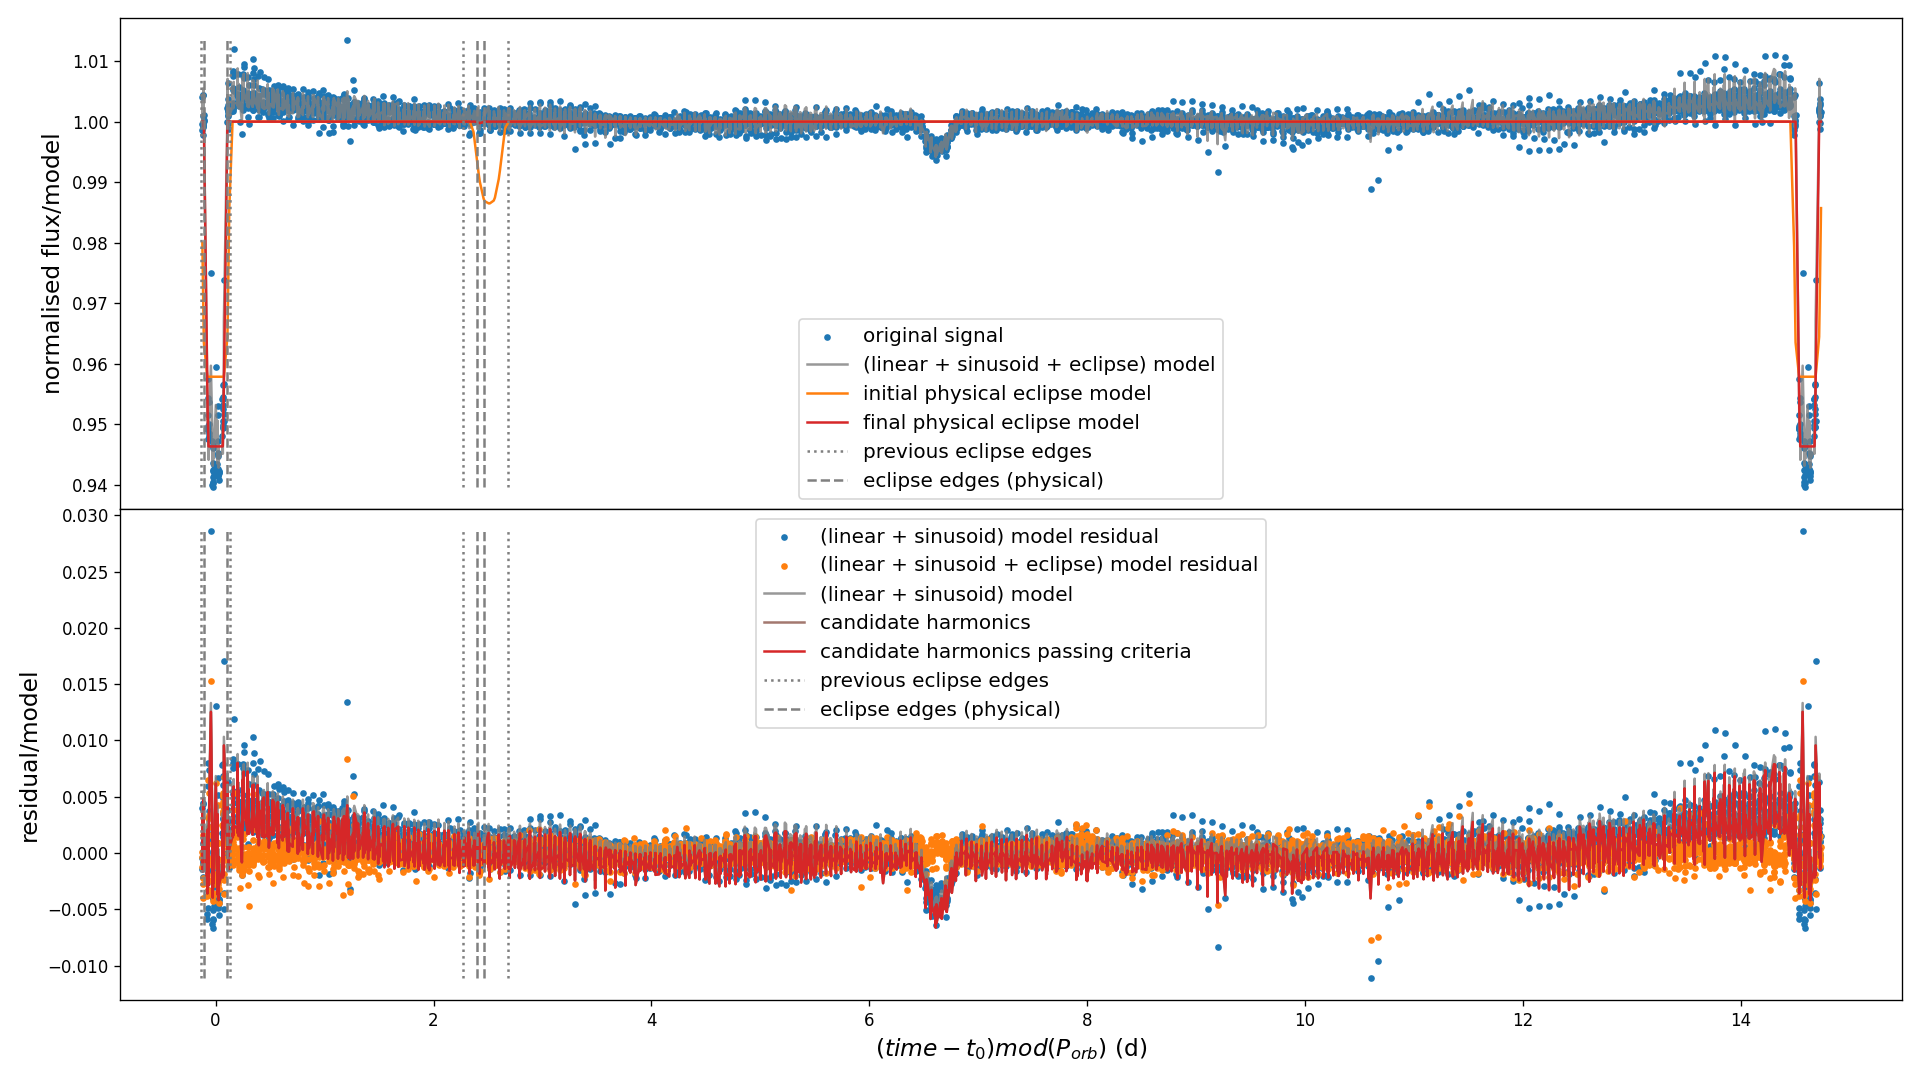 normalised flux/model
1.01
1.00
0.99
0.98
0.97
0.96
0.95
0.94
original signal
(linear + sinusoid + eclipse) model
initial physical eclipse model
final physical eclipse model
previous eclipse edges
eclipse edges (physical)
residual/model
0.030
0.025
0.020
0.015
0.010
0.005
0.000
−0.005
−0.010
(linear + sinusoid) model residual
(linear + sinusoid + eclipse) model residual
(linear + sinusoid) model
candidate harmonics
candidate harmonics passing criteria
previous eclipse edges
eclipse edges (physical)
0 2 4 6 8 10 12 14
(time − t₀)mod(Pₒᵣb) (d)